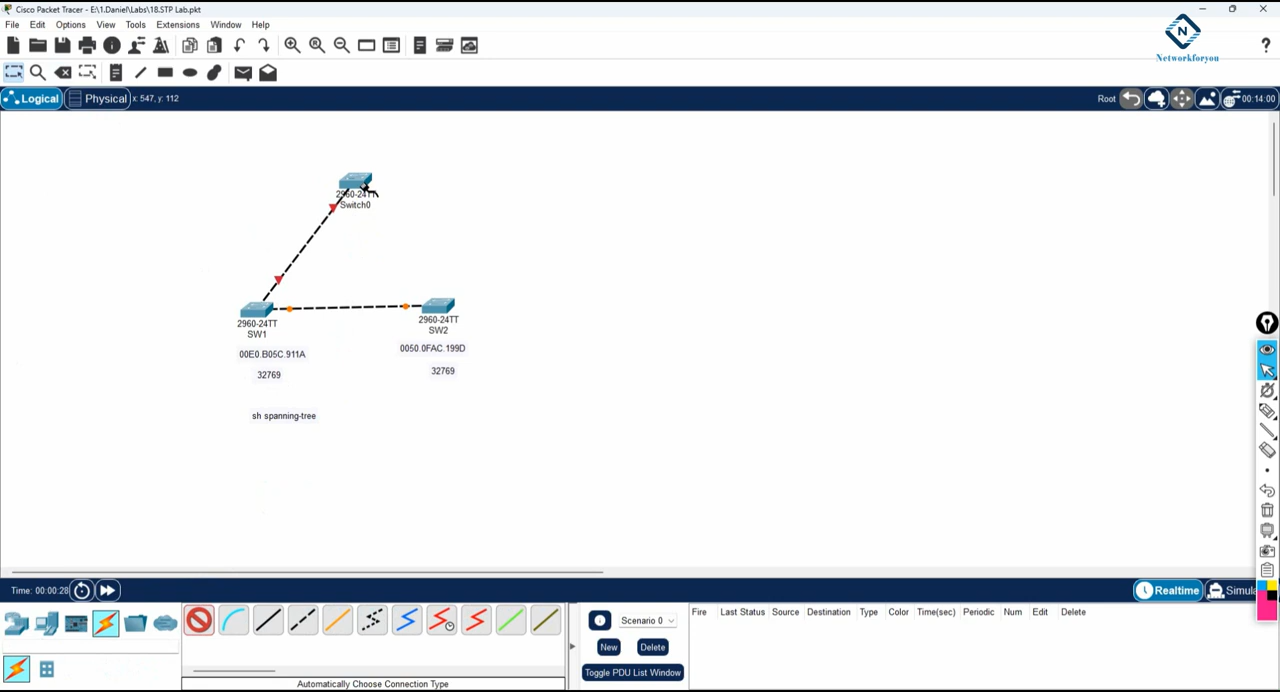 Cisco Packet Tracer - E:\1.Daniel\Labs\18.STP Lab.pkt
File Edit Options View Tools Extensions Window Help
Networkforyou
Logical Physical x: 547, y: 112 Root 00:14:00
2960-24TT
Switch0
2960-24TT
SW1
2960-24TT
SW2
00E0.B05C.911A
0050.0FAC.199D
32769
32769
sh spanning-tree
Time: 00:00:28 Realtime Simula
Scenario 0
Fire Last Status Source Destination Type Color Time(sec) Periodic Num Edit Delete
New Delete
Toggle PDU List Window
Automatically Choose Connection Type